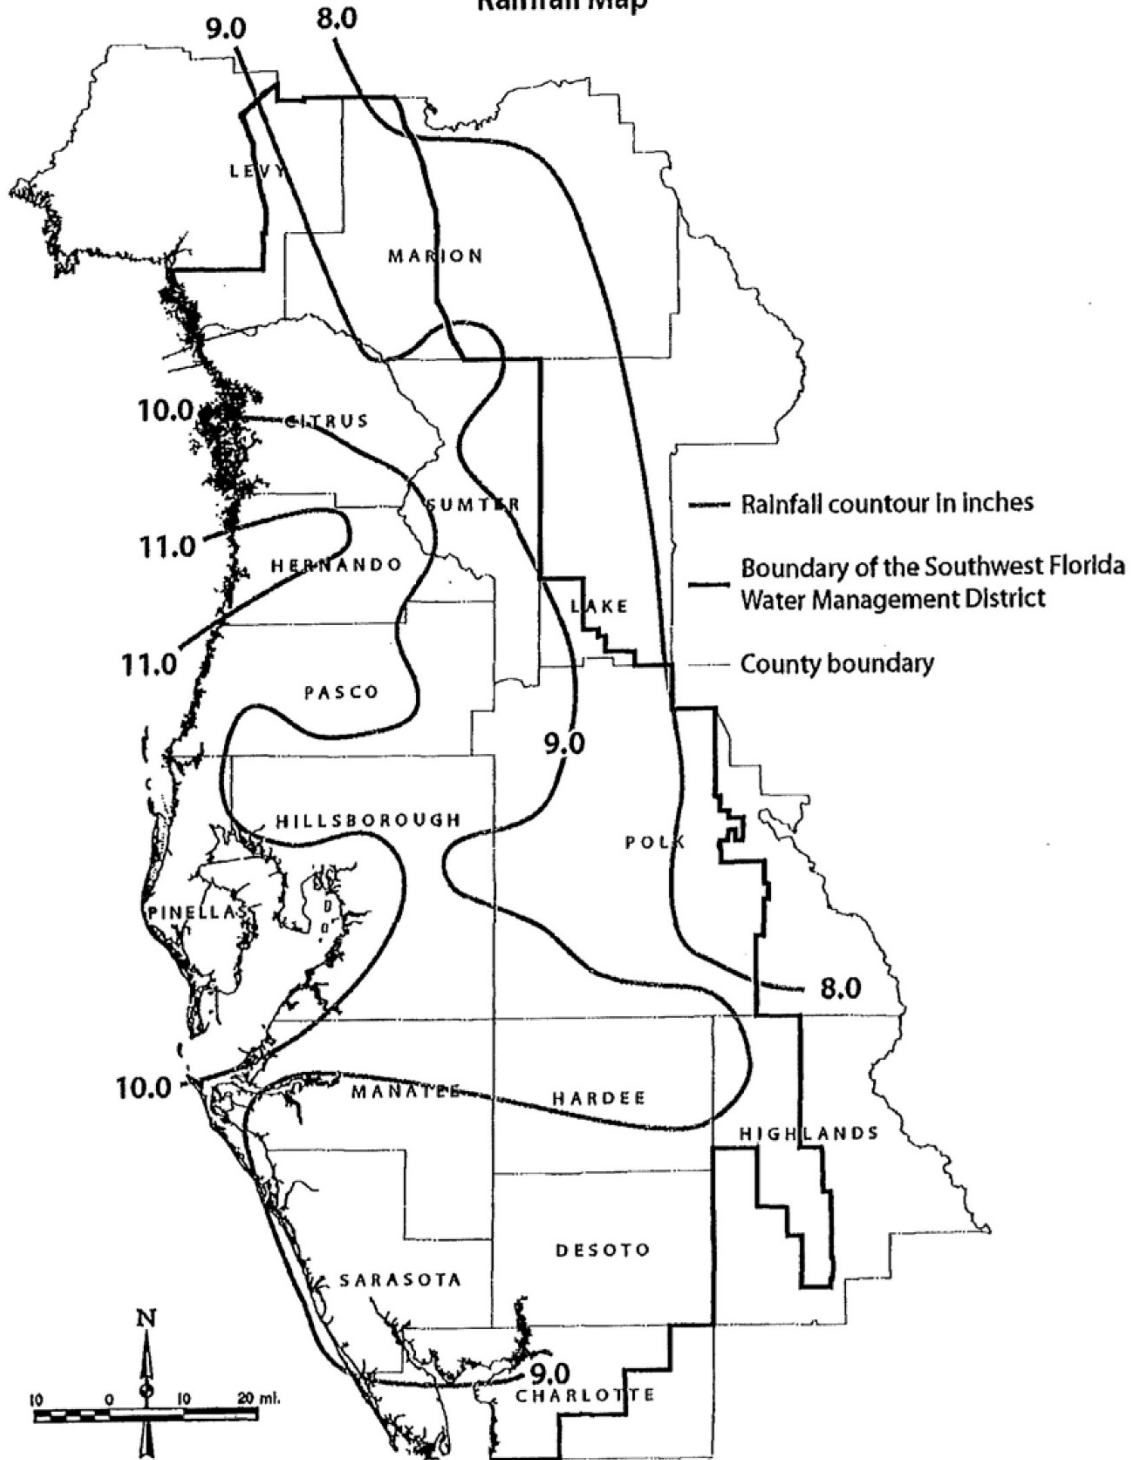 Rainfall Map
9.0
8.0
LEVY
MARION
10.0
CITRUS
SUMTER
Rainfall countour in inches
11.0
HERNANDO
Boundary of the Southwest Florida
Water Management District
LAKE
11.0
County boundary
PASCO
9.0
HILLSBOROUGH
POLK
PINELLAS
8.0
10.0
MANATEE
HARDEE
HIGHLANDS
DESOTO
SARASOTA
N
9.0
CHARLOTTE
10 0 10 20 mi.